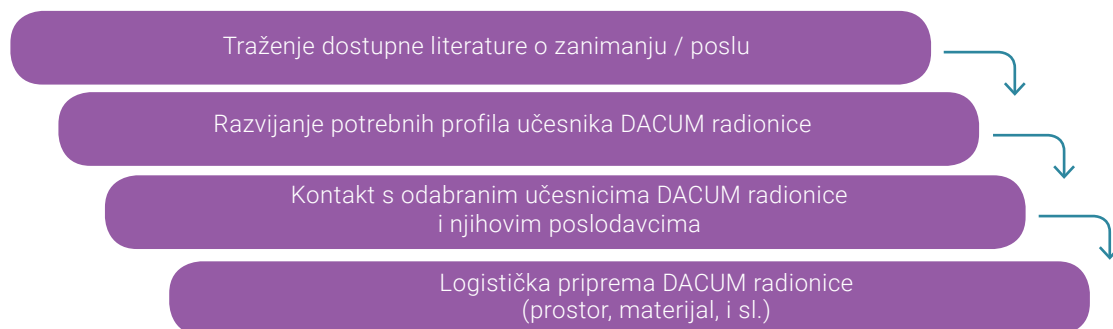 Traženje dostupne literature o zanimanju / poslu
Razvijanje potrebnih profila učesnika DACUM radionice
Kontakt s odabranim učesnicima DACUM radionice
i njihovim poslodavcima
Logistička priprema DACUM radionice
(prostor, materijal, i sl.)